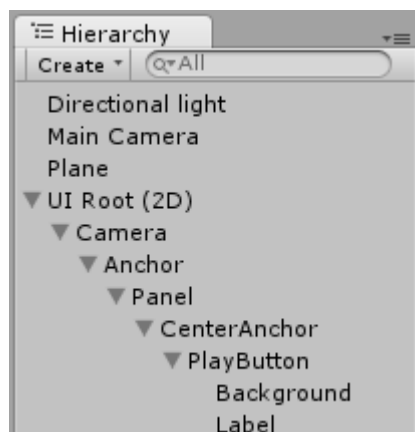 Hierarchy
Create All
Directional light
Main Camera
Plane
UI Root (2D)
Camera
Anchor
Panel
CenterAnchor
PlayButton
Background
Label